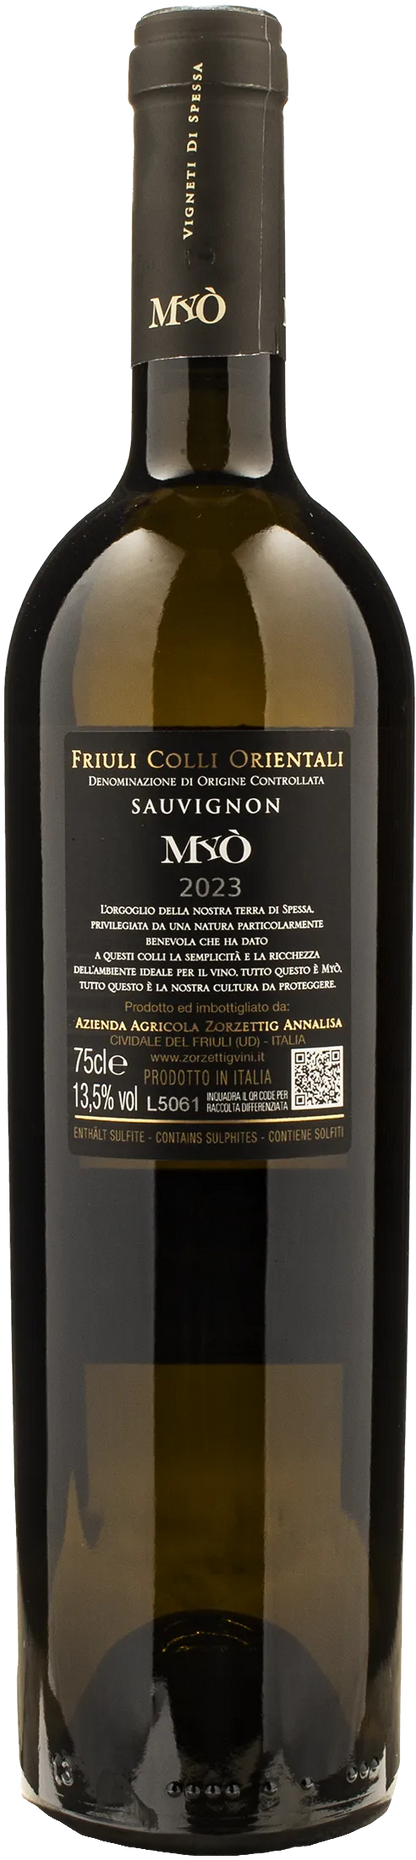 VIGNETI DI SPESSA
MYÒ
FRIULI COLLI ORIENTALI
DENOMINAZIONE DI ORIGINE CONTROLLATA
SAUVIGNON
MYÒ
2023
L'ORGOGLIO DELLA NOSTRA TERRA DI SPESSA,
PRIVILEGIATA DA UNA NATURA PARTICOLARMENTE
BENEVOLA CHE HA DATO
A QUESTI COLLI LA SEMPLICITÀ E LA RICCHEZZA
DELL'AMBIENTE IDEALE PER IL VINO. TUTTO QUESTO È MYÒ.
TUTTO QUESTO È LA NOSTRA CULTURA DA PROTEGGERE.
Prodotto ed imbottigliato da:
AZIENDA AGRICOLA ZORZETTIG ANNALISA
CIVIDALE DEL FRIULI (UD) - ITALIA
75cl e www.zorzettigvini.it
PRODOTTO IN ITALIA
13,5% vol L5061 INQUADRA IL QR CODE PER
RACCOLTA DIFFERENZIATA
ENTHÄLT SULFITE - CONTAINS SULPHITES - CONTIENE SOLFITI